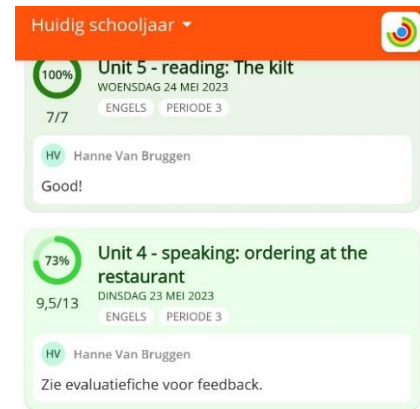 Huidig schooljaar
100%
Unit 5 - reading: The kilt
WOENSDAG 24 MEI 2023
7/7
ENGELS PERIODE 3
HV Hanne Van Bruggen
Good!
73%
Unit 4 - speaking: ordering at the
restaurant
9,5/13
DINSDAG 23 MEI 2023
ENGELS PERIODE 3
HV Hanne Van Bruggen
Zie evaluatiefiche voor feedback.